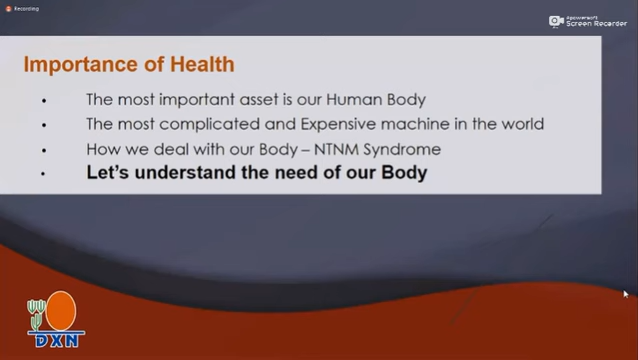 Recording
Apowersoft
Screen Recorder
Importance of Health
• The most important asset is our Human Body
• The most complicated and Expensive machine in the world
• How we deal with our Body – NTNM Syndrome
• Let's understand the need of our Body
DXN